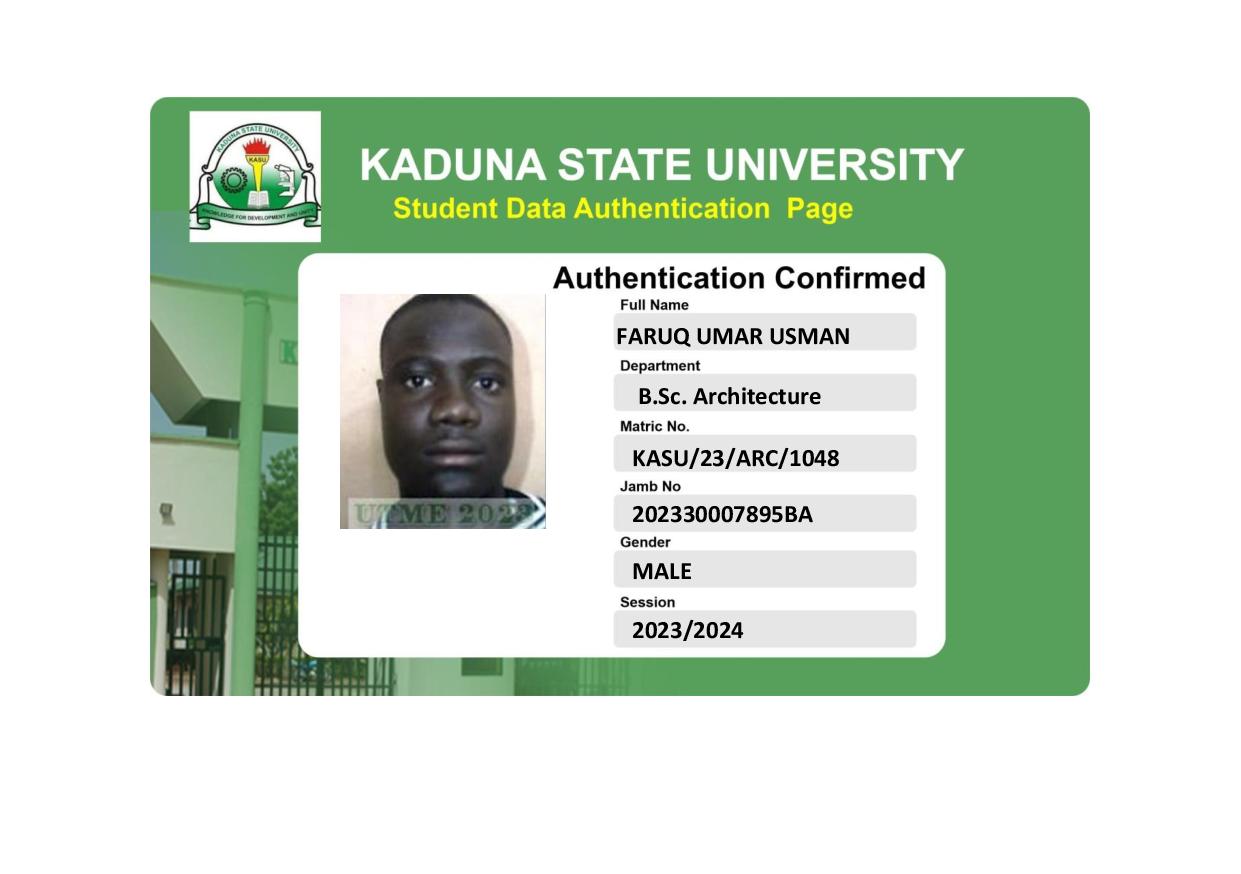 KADUNA STATE UNIVERSITY
KASU
KNOWLEDGE FOR DEVELOPMENT AND UNITY
KADUNA STATE UNIVERSITY
Student Data Authentication Page
Authentication Confirmed
Full Name
FARUQ UMAR USMAN
Department
B.Sc. Architecture
Matric No.
KASU/23/ARC/1048
Jamb No
202330007895BA
Gender
MALE
Session
2023/2024
UTME 2023
K